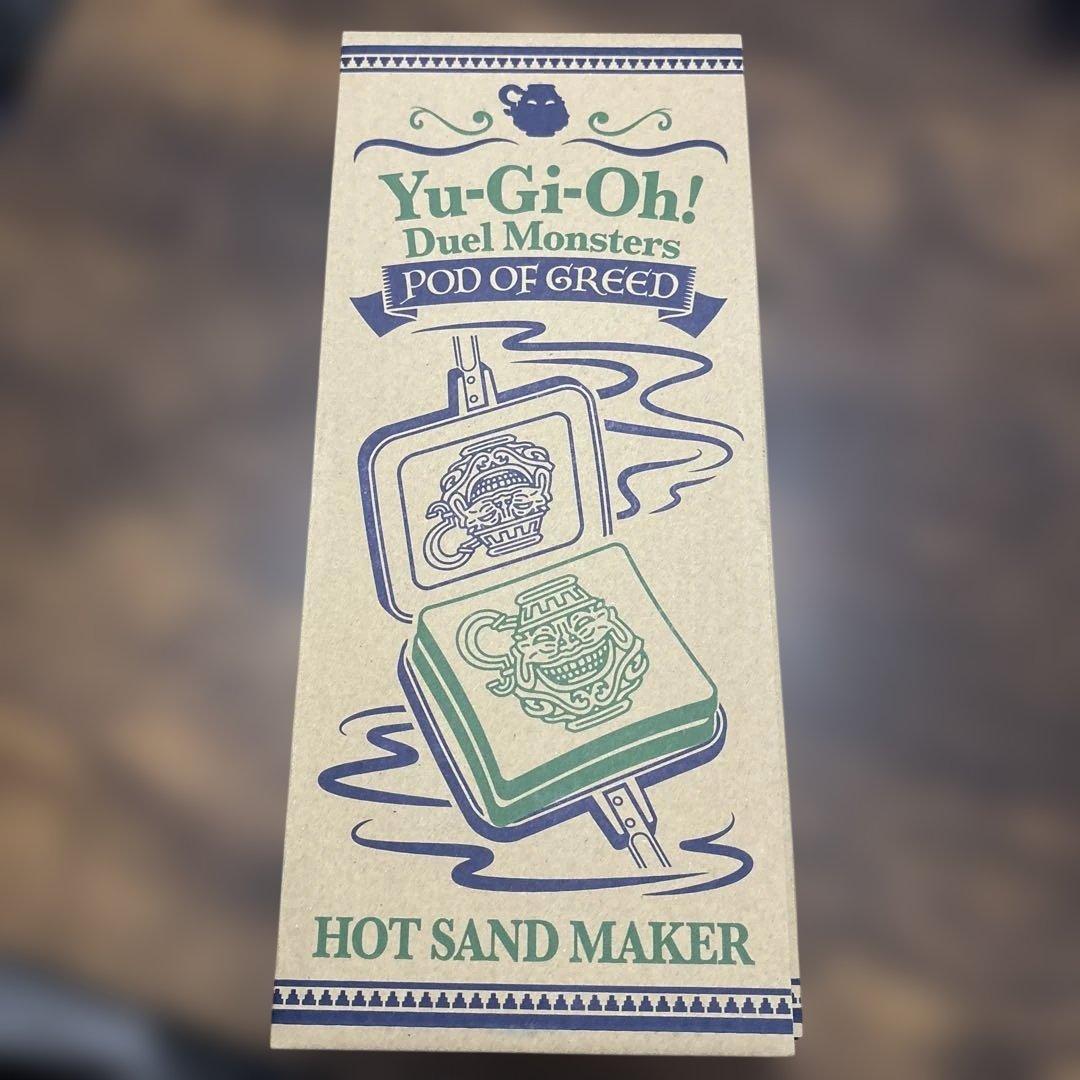 Yu-Gi-Oh!
Duel Monsters
POD OF GREED
HOT SAND MAKER